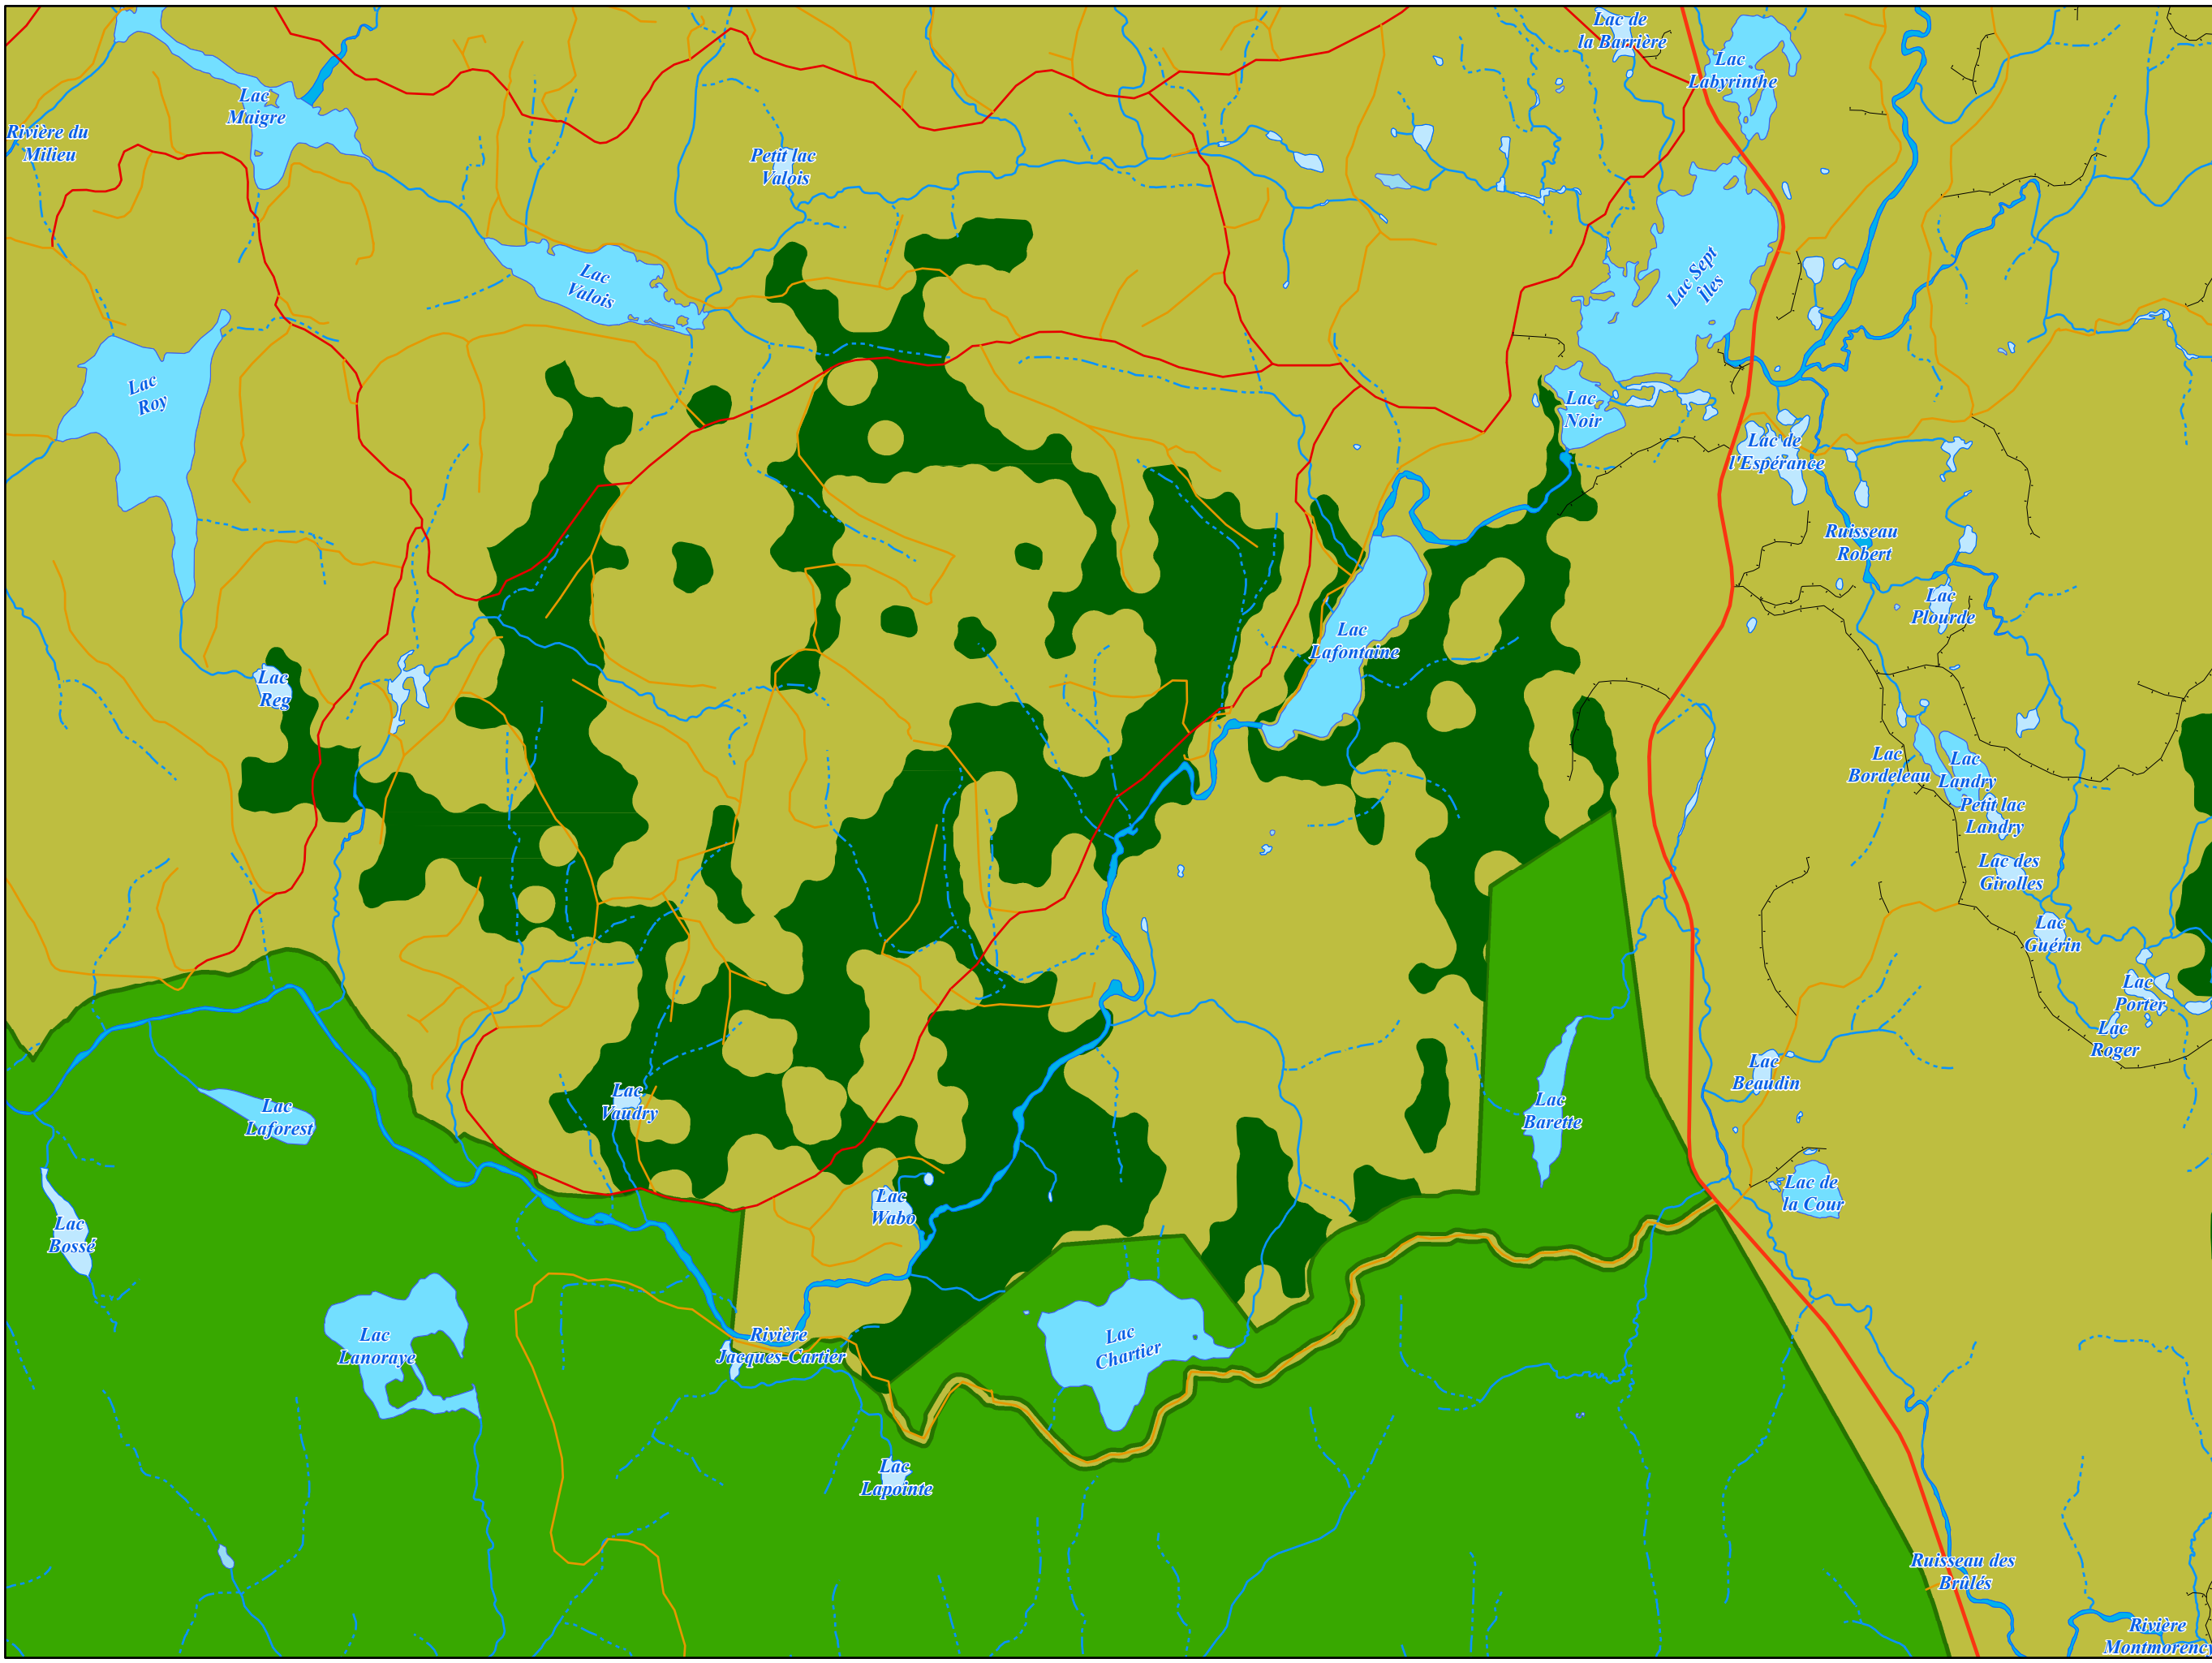 Lac de
la Barrière
Lac
Labyrinthe
Lac
Maigre
Rivière du
Milieu
Petit lac
Valois
Lac
Valois
Lac Sept
Îles
Lac
Roy
Lac
Noir
Lac de
l'Espérance
Ruisseau
Robert
Lac
Plourde
Lac
Lafontaine
Lac
Reg
Lac
Bordeleau
Lac
Landry
Petit lac
Landry
Lac des
Girolles
Lac
Guérin
Lac
Porter
Lac
Roger
Lac
Beaudin
Lac
Vaudry
Lac
Barette
Lac
Laforest
Lac de
la Cour
Lac
Wabo
Lac
Bossé
Lac
Lanoraye
Rivière
Jacques-Cartier
Lac
Chartier
Lac
Lapointe
Ruisseau des
Brûlés
Rivière
Montmorenc